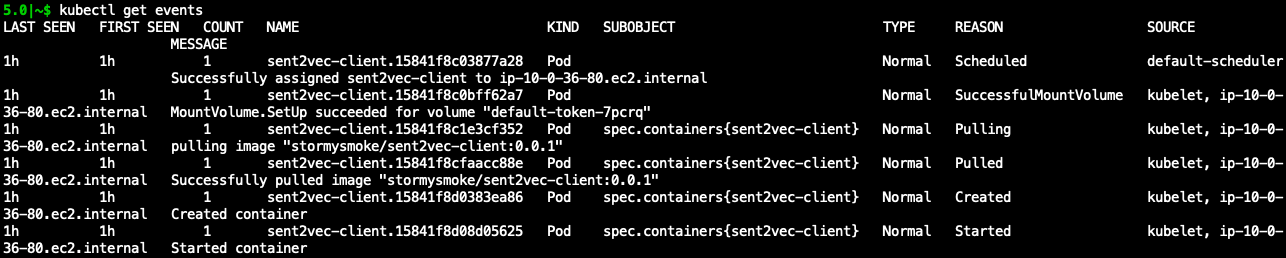 5.0|~$ kubectl get events
LAST SEEN   FIRST SEEN   COUNT   NAME                               KIND   SUBOBJECT                          TYPE     REASON                  SOURCE
                    MESSAGE
1h          1h           1       sent2vec-client.15841f8c03877a28   Pod                                       Normal   Scheduled               default-scheduler
                    Successfully assigned sent2vec-client to ip-10-0-36-80.ec2.internal
1h          1h           1       sent2vec-client.15841f8c0bff62a7   Pod                                       Normal   SuccessfulMountVolume   kubelet, ip-10-0-
36-80.ec2.internal   MountVolume.SetUp succeeded for volume "default-token-7pcrq"
1h          1h           1       sent2vec-client.15841f8c1e3cf352   Pod    spec.containers{sent2vec-client}   Normal   Pulling                 kubelet, ip-10-0-
36-80.ec2.internal   pulling image "stormysmoke/sent2vec-client:0.0.1"
1h          1h           1       sent2vec-client.15841f8cfaacc88e   Pod    spec.containers{sent2vec-client}   Normal   Pulled                  kubelet, ip-10-0-
36-80.ec2.internal   Successfully pulled image "stormysmoke/sent2vec-client:0.0.1"
1h          1h           1       sent2vec-client.15841f8d0383ea86   Pod    spec.containers{sent2vec-client}   Normal   Created                 kubelet, ip-10-0-
36-80.ec2.internal   Created container
1h          1h           1       sent2vec-client.15841f8d08d05625   Pod    spec.containers{sent2vec-client}   Normal   Started                 kubelet, ip-10-0-
36-80.ec2.internal   Started container